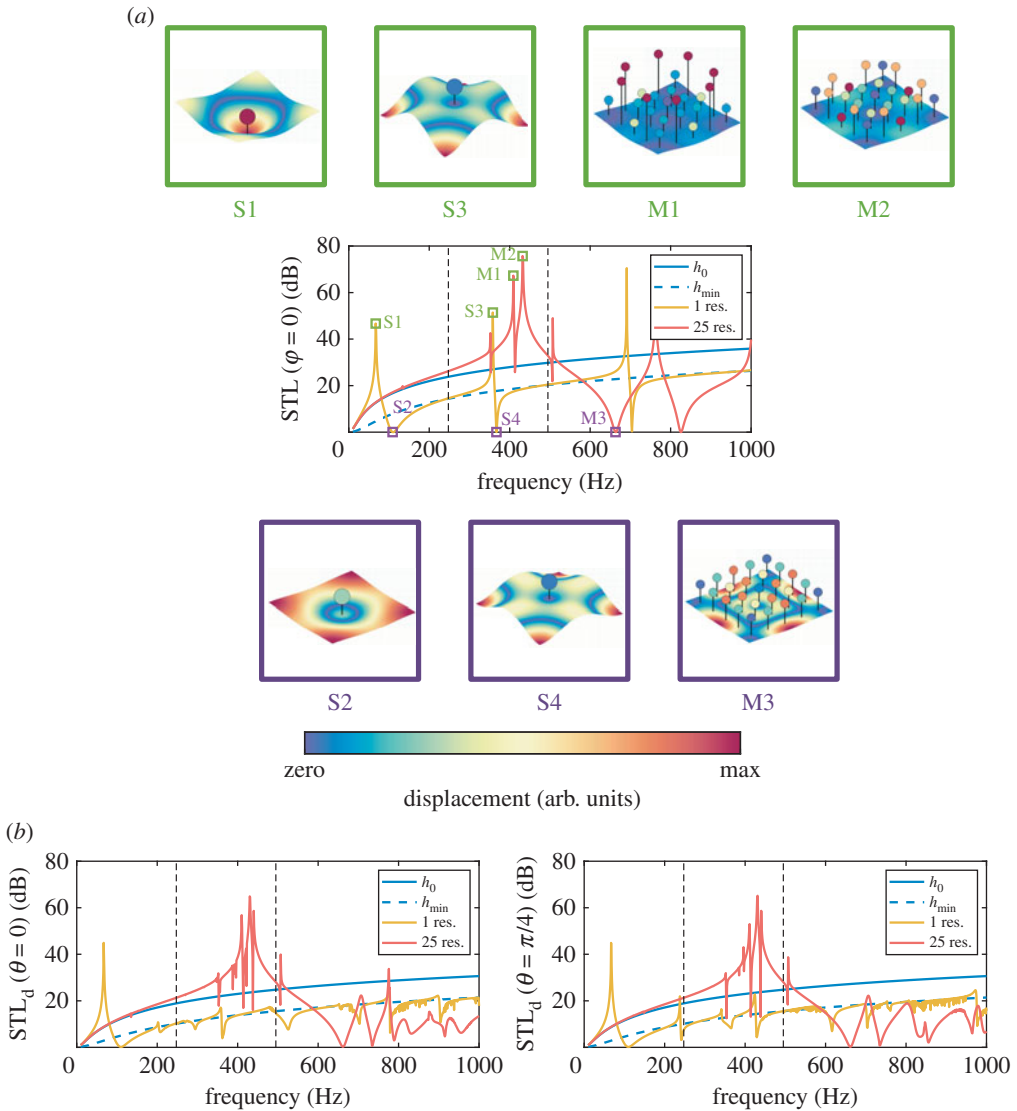 (a)
S1 S3 M1 M2
80
60
40
20
STL (φ = 0) (dB)
M2
M1
S3
S1
S2
S4
M3
h0
hmin
1 res.
25 res.
0 200 400 600 800 1000
frequency (Hz)
S2 S4 M3
zero max
displacement (arb. units)
(b)
80
60
40
20
STLd (θ = 0) (dB)
h0
hmin
1 res.
25 res.
0 200 400 600 800 1000
frequency (Hz)
80
60
40
20
STLd (θ = π/4) (dB)
h0
hmin
1 res.
25 res.
0 200 400 600 800 1000
frequency (Hz)